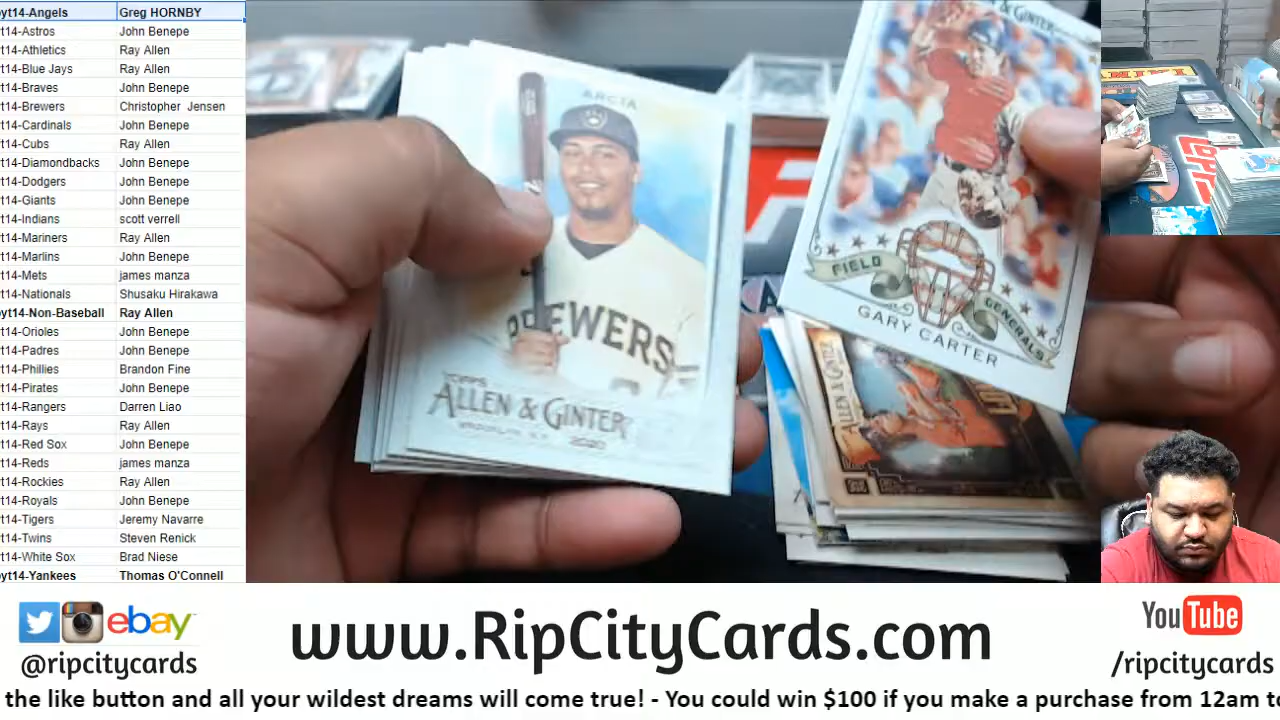 yt14-Angels Greg HORNBY
t14-Astros John Benepe
t14-Athletics Ray Allen
t14-Blue Jays Ray Allen
t14-Braves John Benepe
t14-Brewers Christopher Jensen
t14-Cardinals John Benepe
t14-Cubs Ray Allen
t14-Diamondbacks John Benepe
t14-Dodgers John Benepe
t14-Giants John Benepe
t14-Indians scott verrell
t14-Mariners Ray Allen
t14-Marlins John Benepe
t14-Mets james manza
t14-Nationals Shusaku Hirakawa
yt14-Non-Baseball Ray Allen
t14-Orioles John Benepe
t14-Padres John Benepe
t14-Phillies Brandon Fine
t14-Pirates John Benepe
t14-Rangers Darren Liao
t14-Rays Ray Allen
t14-Red Sox John Benepe
t14-Reds james manza
t14-Rockies Ray Allen
t14-Royals John Benepe
t14-Tigers Jeremy Navarre
t14-Twins Steven Renick
t14-White Sox Brad Niese
yt14-Yankees Thomas O'Connell
ARCIA
BREWERS
TOPPS
ALLEN & GINTER
BROOKLYN, N.Y. 2020
& GINTER
FIELD
GENERALS
GARY CARTER
ALLEN & GINTER
ebay
@ripcitycards
www.RipCityCards.com
YouTube
/ripcitycards
the like button and all your wildest dreams will come true! - You could win $100 if you make a purchase from 12am to